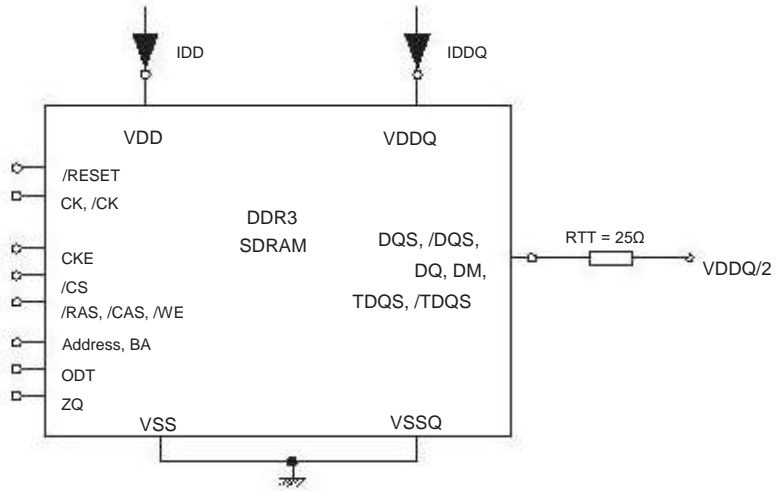 IDD
IDDQ
VDD
VDDQ
/RESET
CK, /CK
CKE
/CS
/RAS, /CAS, /WE
Address, BA
ODT
ZQ
DDR3
SDRAM
DQS, /DQS,
DQ, DM,
TDQS, /TDQS
RTT = 25Ω
VDDQ/2
VSS
VSSQ